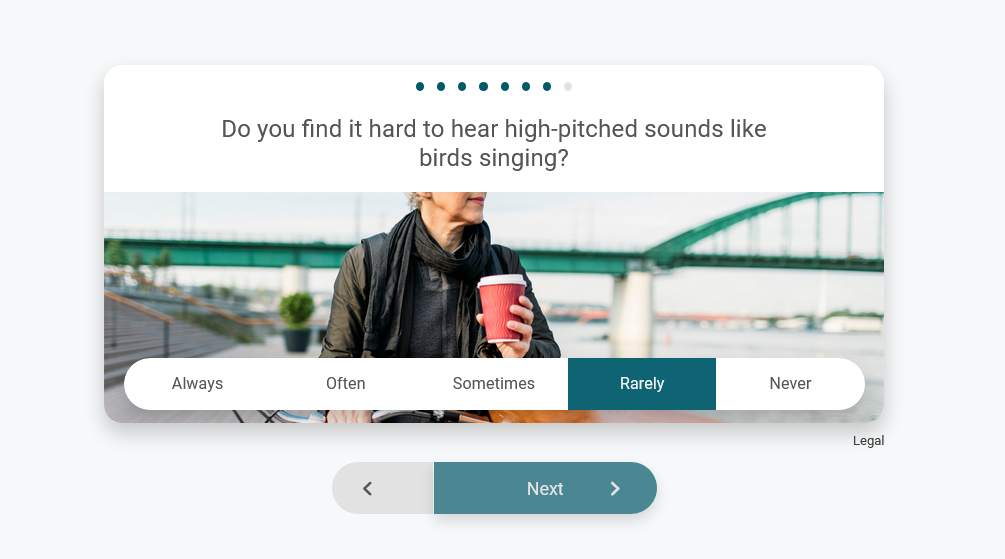 Do you find it hard to hear high-pitched sounds like
birds singing?
Always Often Sometimes Rarely Never
Legal
Next